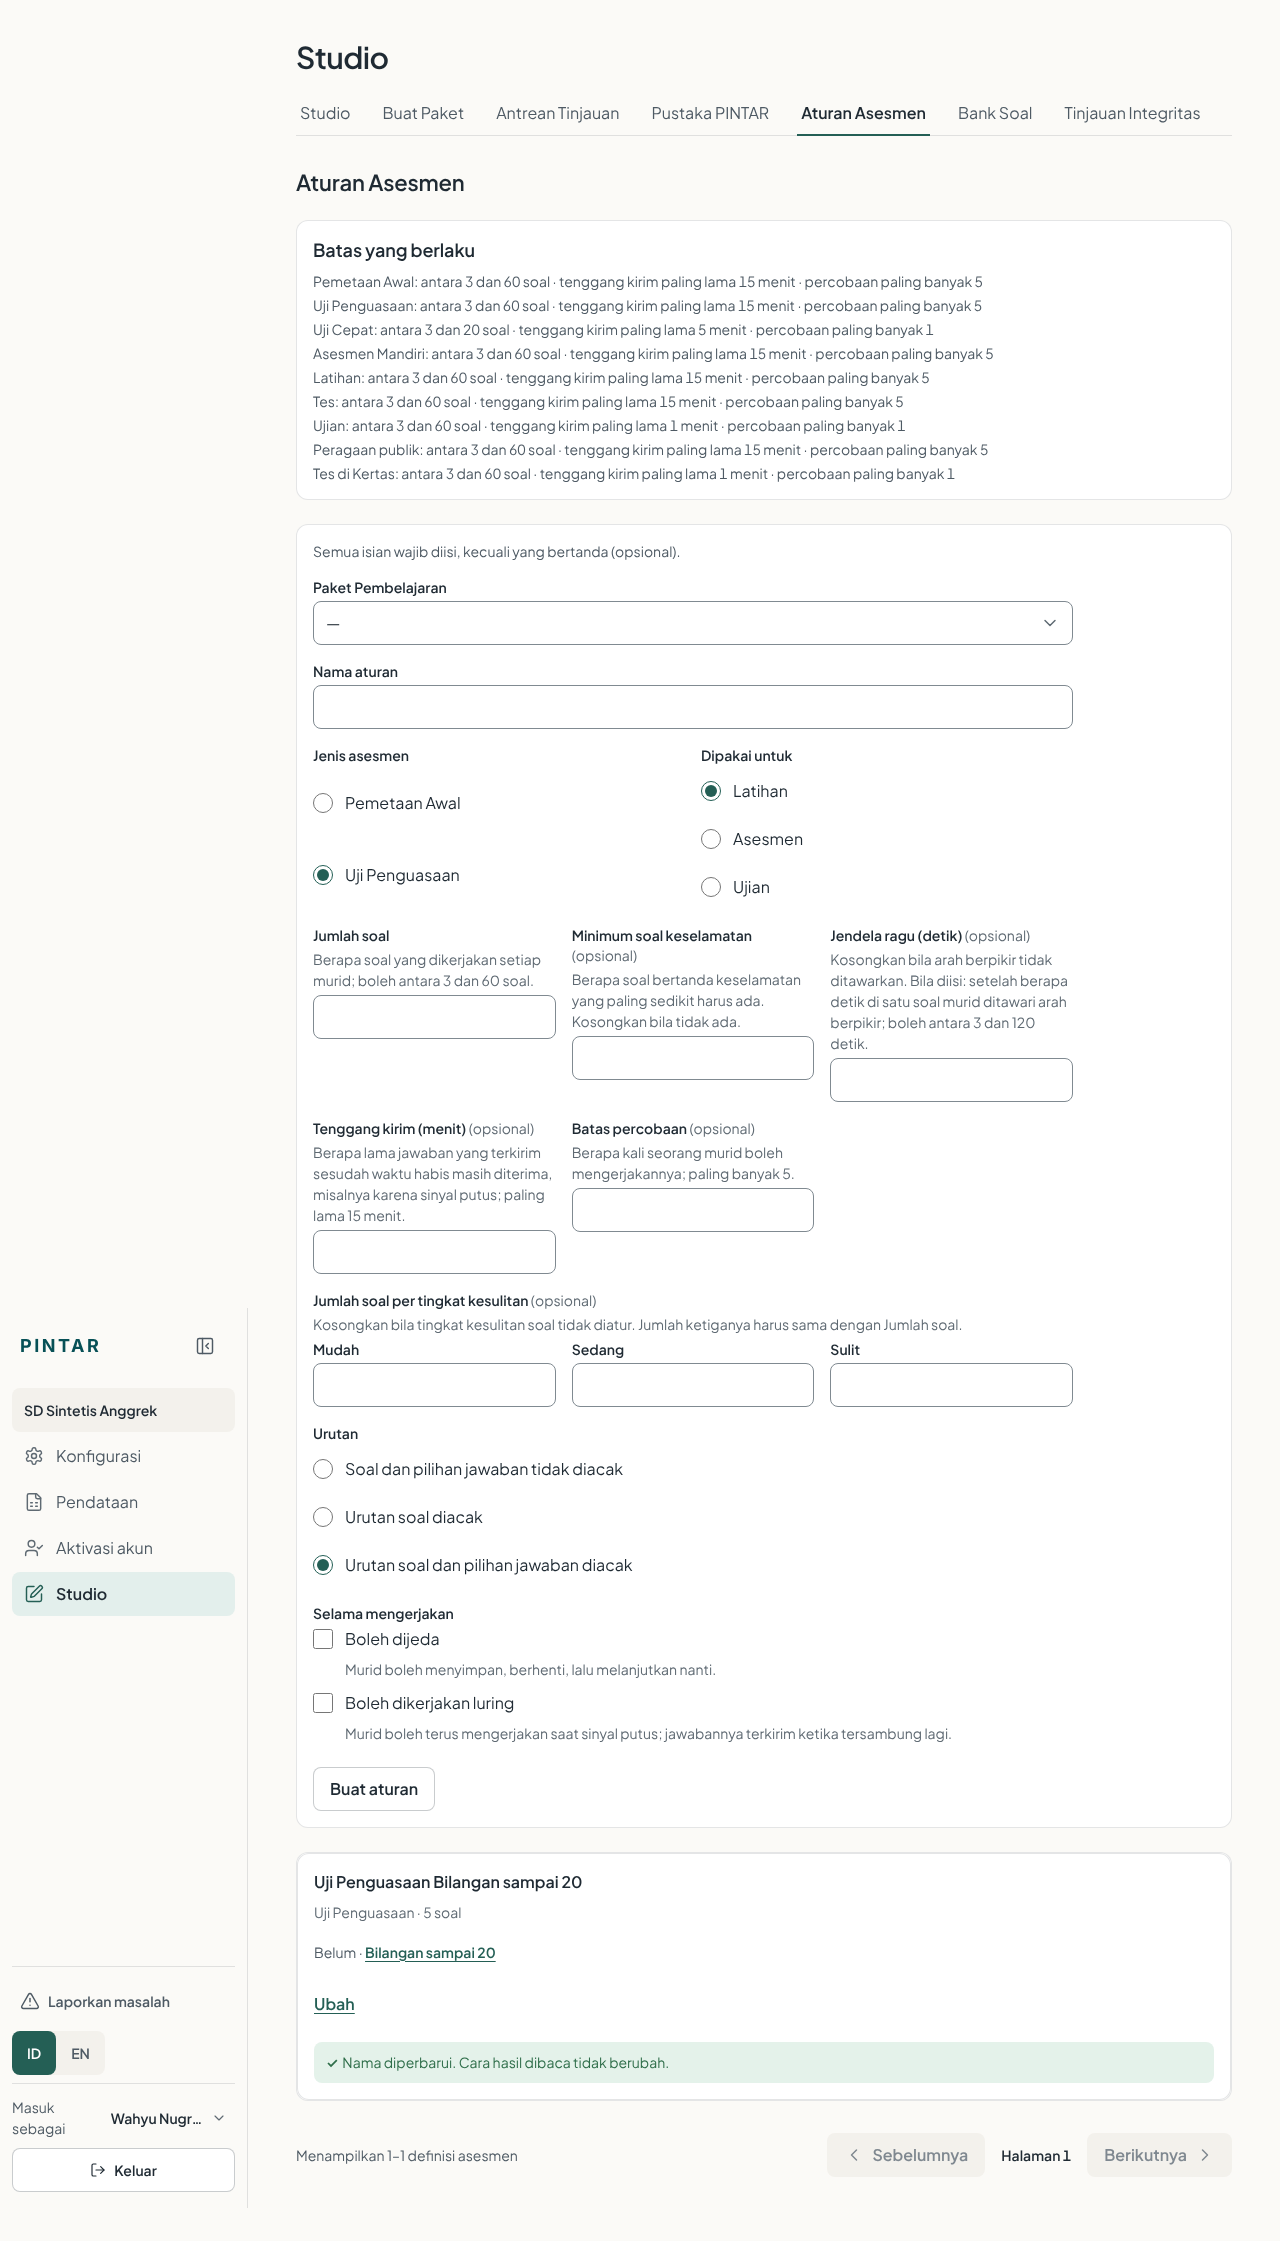 Studio
Studio
Buat Paket
Antrean Tinjauan
Pustaka PINTAR
Aturan Asesmen
Bank Soal
Tinjauan Integritas
Aturan Asesmen
Batas yang berlaku
Pemetaan Awal: antara 3 dan 60 soal · tenggang kirim paling lama 15 menit · percobaan paling banyak 5
Uji Penguasaan: antara 3 dan 60 soal · tenggang kirim paling lama 15 menit · percobaan paling banyak 5
Uji Cepat: antara 3 dan 20 soal · tenggang kirim paling lama 5 menit · percobaan paling banyak 1
Asesmen Mandiri: antara 3 dan 60 soal · tenggang kirim paling lama 15 menit · percobaan paling banyak 5
Latihan: antara 3 dan 60 soal · tenggang kirim paling lama 15 menit · percobaan paling banyak 5
Tes: antara 3 dan 60 soal · tenggang kirim paling lama 15 menit · percobaan paling banyak 5
Ujian: antara 3 dan 60 soal · tenggang kirim paling lama 1 menit · percobaan paling banyak 1
Peragaan publik: antara 3 dan 60 soal · tenggang kirim paling lama 15 menit · percobaan paling banyak 5
Tes di Kertas: antara 3 dan 60 soal · tenggang kirim paling lama 1 menit · percobaan paling banyak 1
Semua isian wajib diisi, kecuali yang bertanda (opsional).
Paket Pembelajaran
—
Nama aturan
Jenis asesmen
Pemetaan Awal
Uji Penguasaan
Dipakai untuk
Latihan
Asesmen
Ujian
Jumlah soal
Berapa soal yang dikerjakan setiap
murid; boleh antara 3 dan 60 soal.
Minimum soal keselamatan
(opsional)
Berapa soal bertanda keselamatan
yang paling sedikit harus ada.
Kosongkan bila tidak ada.
Jendela ragu (detik) (opsional)
Kosongkan bila arah berpikir tidak
ditawarkan. Bila diisi: setelah berapa
detik di satu soal murid ditawari arah
berpikir; boleh antara 3 dan 120
detik.
Tenggang kirim (menit) (opsional)
Berapa lama jawaban yang terkirim
sesudah waktu habis masih diterima,
misalnya karena sinyal putus; paling
lama 15 menit.
Batas percobaan (opsional)
Berapa kali seorang murid boleh
mengerjakannya; paling banyak 5.
Jumlah soal per tingkat kesulitan (opsional)
Kosongkan bila tingkat kesulitan soal tidak diatur. Jumlah ketiganya harus sama dengan Jumlah soal.
Mudah
Sedang
Sulit
Urutan
Soal dan pilihan jawaban tidak diacak
Urutan soal diacak
Urutan soal dan pilihan jawaban diacak
Selama mengerjakan
Boleh dijeda
Murid boleh menyimpan, berhenti, lalu melanjutkan nanti.
Boleh dikerjakan luring
Murid boleh terus mengerjakan saat sinyal putus; jawabannya terkirim ketika tersambung lagi.
Buat aturan
Uji Penguasaan Bilangan sampai 20
Uji Penguasaan · 5 soal
Belum · Bilangan sampai 20
Ubah
✓ Nama diperbarui. Cara hasil dibaca tidak berubah.
Menampilkan 1–1 definisi asesmen
Sebelumnya
Halaman 1
Berikutnya
PINTAR
SD Sintetis Anggrek
Konfigurasi
Pendataan
Aktivasi akun
Studio
Laporkan masalah
ID
EN
Masuk
sebagai
Wahyu Nugr…
Keluar